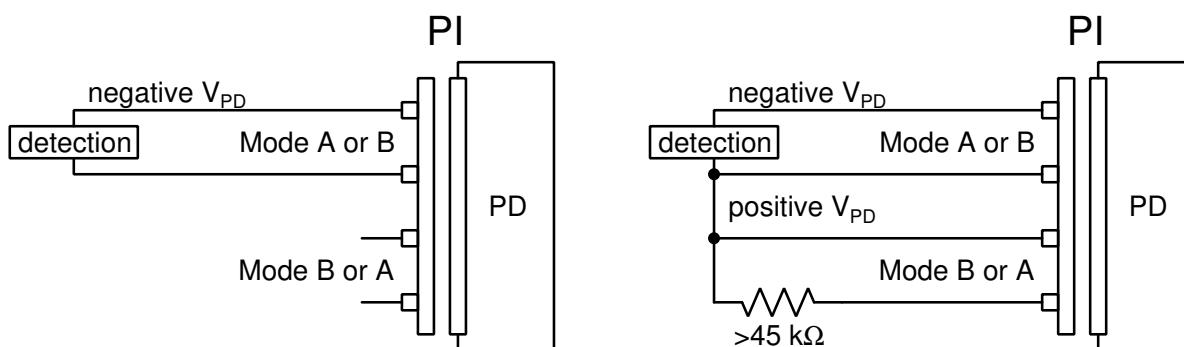 PI
negative V_PD
detection
Mode A or B
PD
Mode B or A
PI
negative V_PD
detection
Mode A or B
positive V_PD
PD
Mode B or A
>45 kΩ